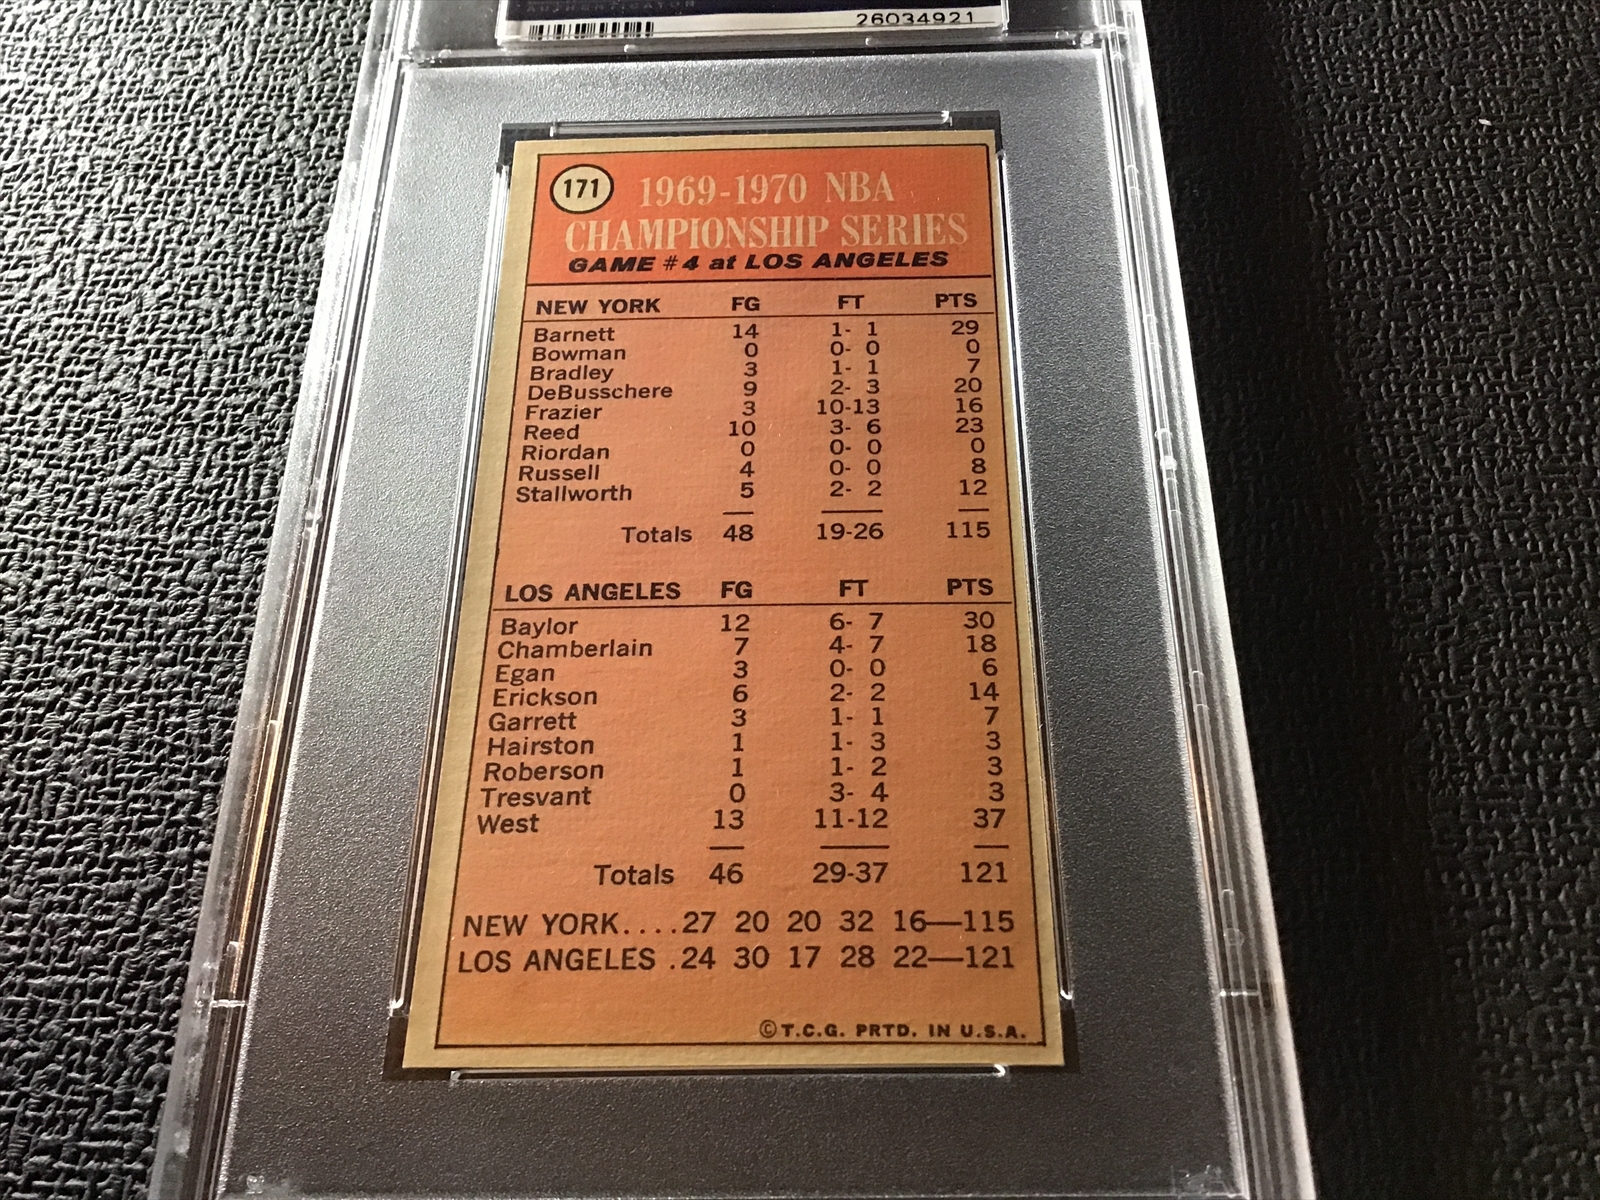 AUTHENTICATOR
26034921
171
1969-1970 NBA
CHAMPIONSHIP SERIES
GAME #4 at LOS ANGELES
NEW YORK FG FT PTS
Barnett 14 1- 1 29
Bowman 0 0- 0 0
Bradley 3 1- 1 7
DeBusschere 9 2- 3 20
Frazier 3 10-13 16
Reed 10 3- 6 23
Riordan 0 0- 0 0
Russell 4 0- 0 8
Stallworth 5 2- 2 12
Totals 48 19-26 115
LOS ANGELES FG FT PTS
Baylor 12 6- 7 30
Chamberlain 7 4- 7 18
Egan 3 0- 0 6
Erickson 6 2- 2 14
Garrett 3 1- 1 7
Hairston 1 1- 3 3
Roberson 1 1- 2 3
Tresvant 0 3- 4 3
West 13 11-12 37
Totals 46 29-37 121
NEW YORK....27 20 20 32 16—115
LOS ANGELES .24 30 17 28 22—121
©T.C.G. PRTD. IN U.S.A.